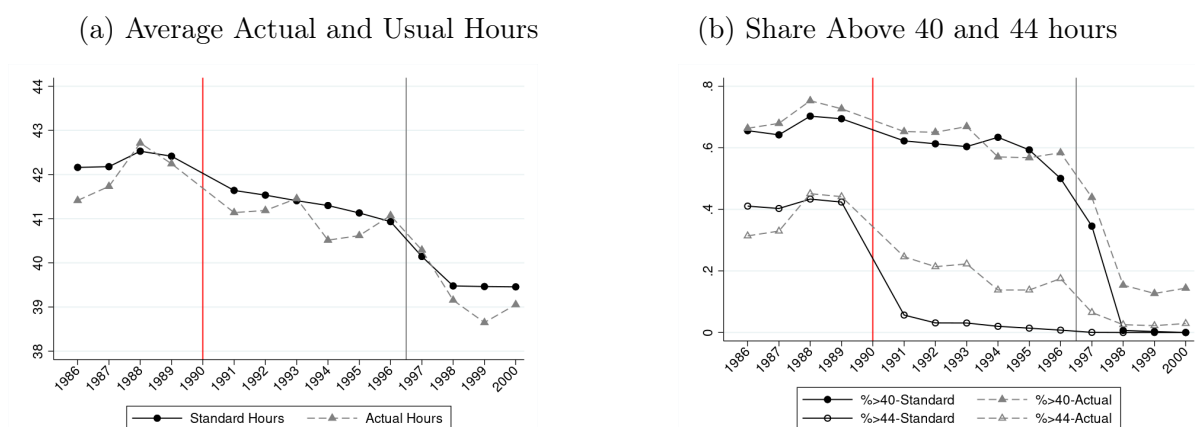 (a) Average Actual and Usual Hours
44
43
42
41
40
39
38
1986 1987 1988 1989 1990 1991 1992 1993 1994 1995 1996 1997 1998 1999 2000
Standard Hours Actual Hours
(b) Share Above 40 and 44 hours
.8
.6
.4
.2
0
1986 1987 1988 1989 1990 1991 1992 1993 1994 1995 1996 1997 1998 1999 2000
%>40-Standard %>40-Actual
%>44-Standard %>44-Actual